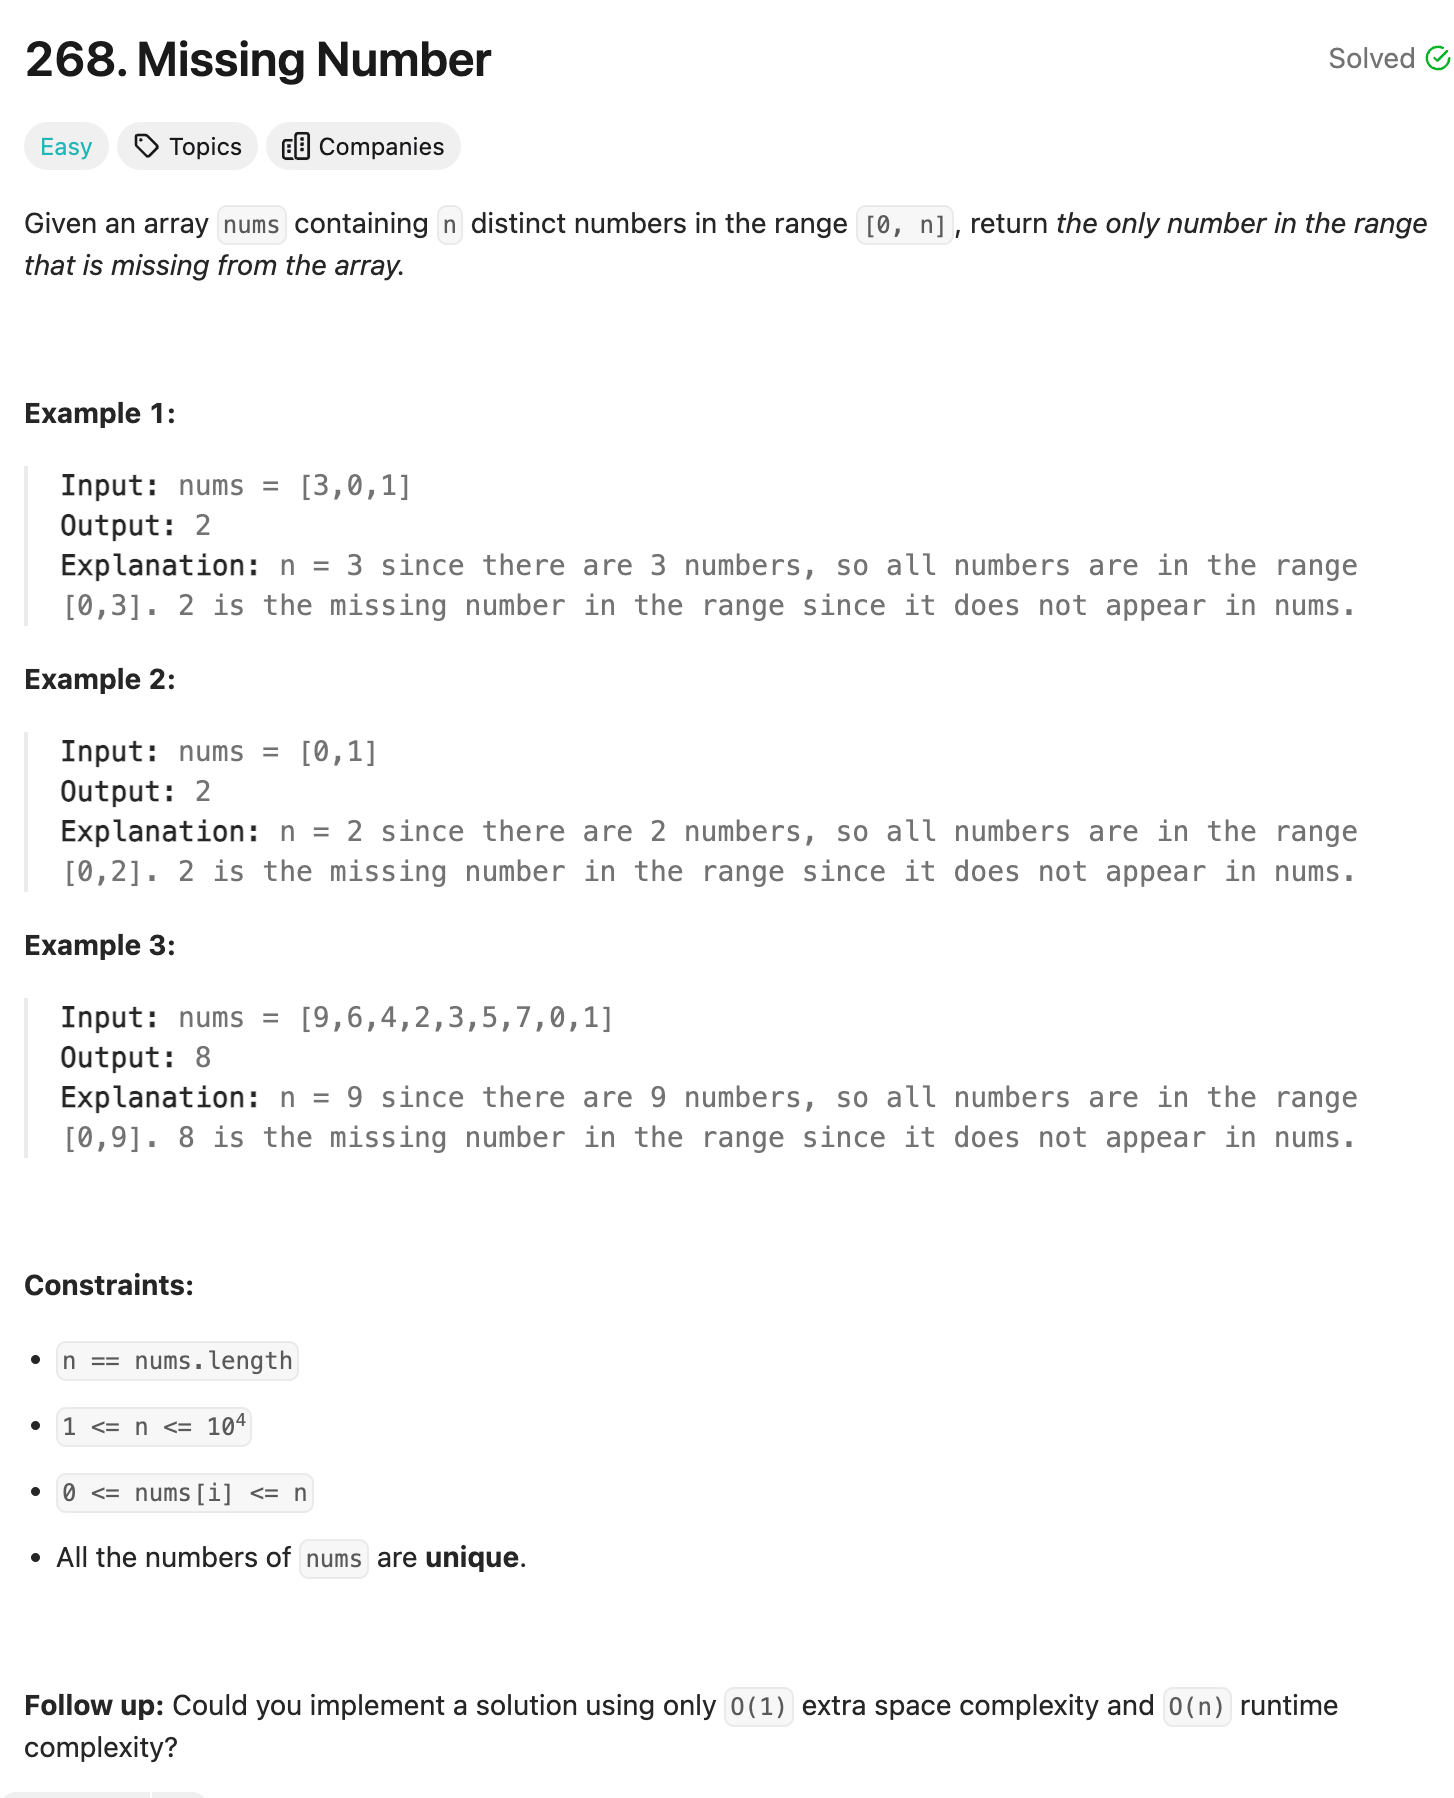 268. Missing Number
Solved
Easy
Topics
Companies
Given an array nums containing n distinct numbers in the range [0, n], return the only number in the range
that is missing from the array.
Example 1:
Input: nums = [3,0,1]
Output: 2
Explanation: n = 3 since there are 3 numbers, so all numbers are in the range
[0,3]. 2 is the missing number in the range since it does not appear in nums.
Example 2:
Input: nums = [0,1]
Output: 2
Explanation: n = 2 since there are 2 numbers, so all numbers are in the range
[0,2]. 2 is the missing number in the range since it does not appear in nums.
Example 3:
Input: nums = [9,6,4,2,3,5,7,0,1]
Output: 8
Explanation: n = 9 since there are 9 numbers, so all numbers are in the range
[0,9]. 8 is the missing number in the range since it does not appear in nums.
Constraints:
• n == nums.length
• 1 <= n <= 10⁴
• 0 <= nums[i] <= n
• All the numbers of nums are unique.
Follow up: Could you implement a solution using only O(1) extra space complexity and O(n) runtime
complexity?